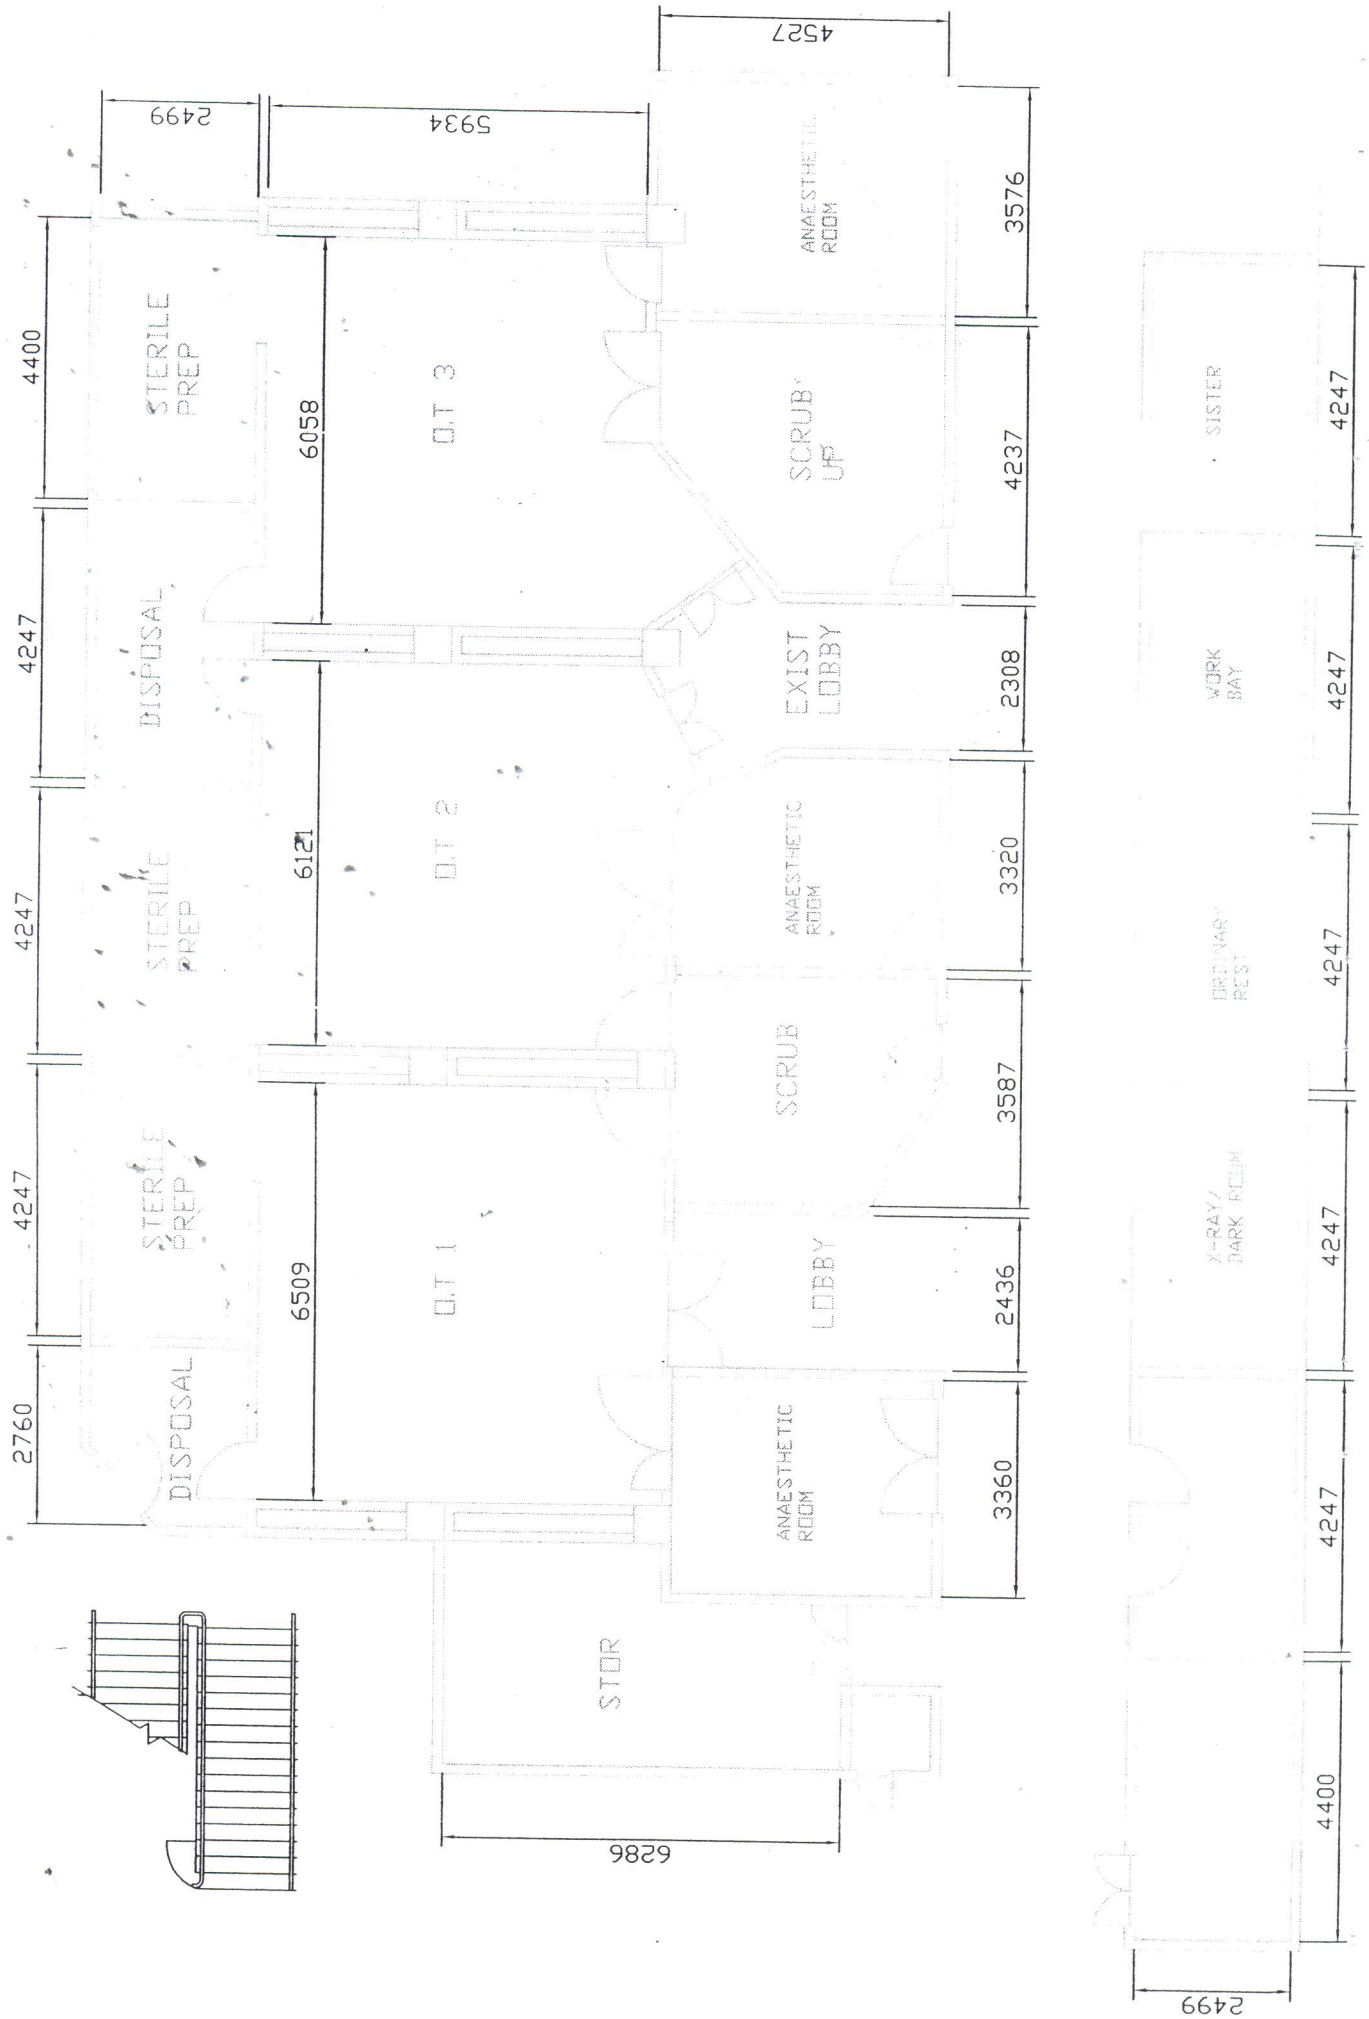 2499
5934
4527
4400
4247
4247
4247
2760
STERILE
PREP
DISPOSAL
STERILE
PREP
STERILE
PREP
DISPOSAL
6058
6121
6509
O.T 3
O.T 2
O.T 1
STOR
6286
ANAESTHETIC
ROOM
SCRUB
UP
EXIST
LOBBY
ANAESTHETIC
ROOM
SCRUB
LOBBY
ANAESTHETIC
ROOM
3576
4237
2308
3320
3587
2436
3360
SISTER
WORK
BAY
ORDINARY
REST
X-RAY/
DARK ROOM
4247
4247
4247
4247
4247
4400
2499